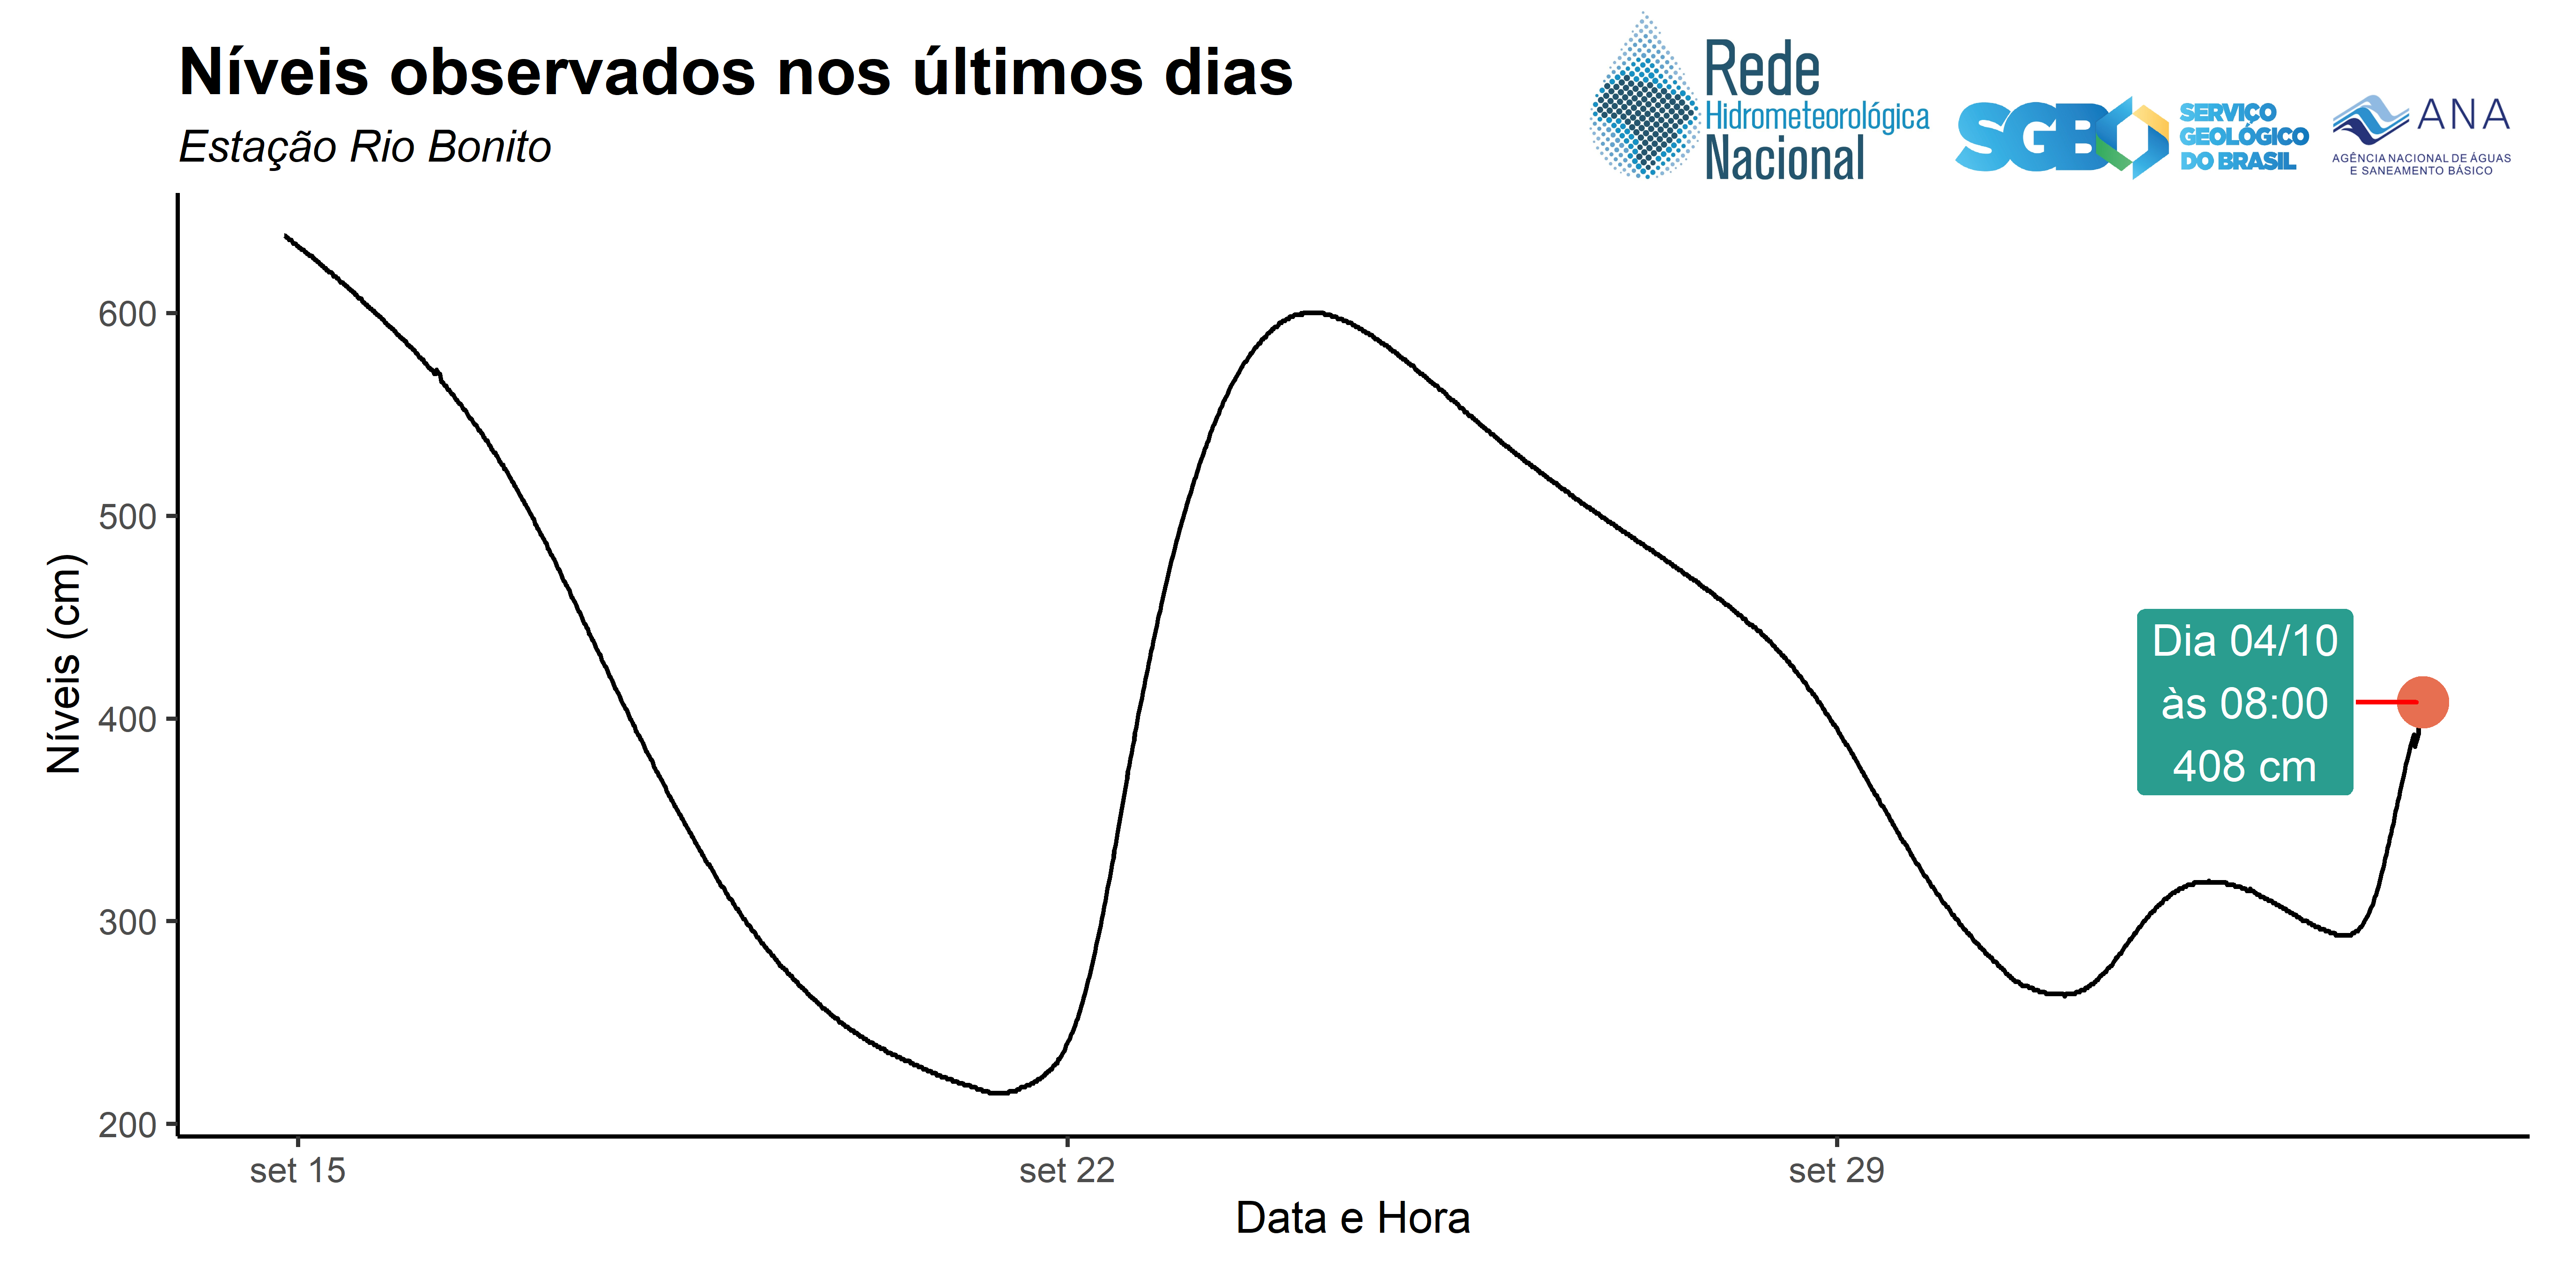 Níveis observados nos últimos dias
Estação Rio Bonito
Rede
Hidrometeorológica
Nacional
SGB
SERVIÇO
GEOLÓGICO
DO BRASIL
ANA
AGÊNCIA NACIONAL DE ÁGUAS
E SANEAMENTO BÁSICO
Níveis (cm)
600
500
400
300
200
Dia 04/10
às 08:00
408 cm
set 15
set 22
set 29
Data e Hora